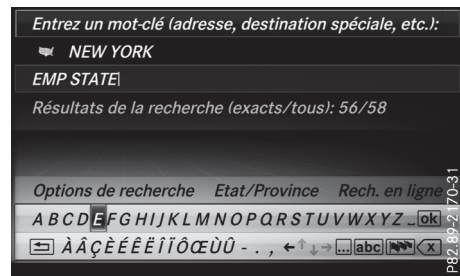 Entrez un mot-clé (adresse, destination spéciale, etc.):
NEW YORK
EMP STATE
Résultats de la recherche (exacts/tous): 56/58
Options de recherche Etat/Province Rech. en ligne
A B C D E F G H I J K L M N O P Q R S T U V W X Y Z _ ok
À Â Ç È É Ê Ë Î Ï Ô Œ Ù Û - . , ←↑↓→ ... abc X
P82.89-2170-31